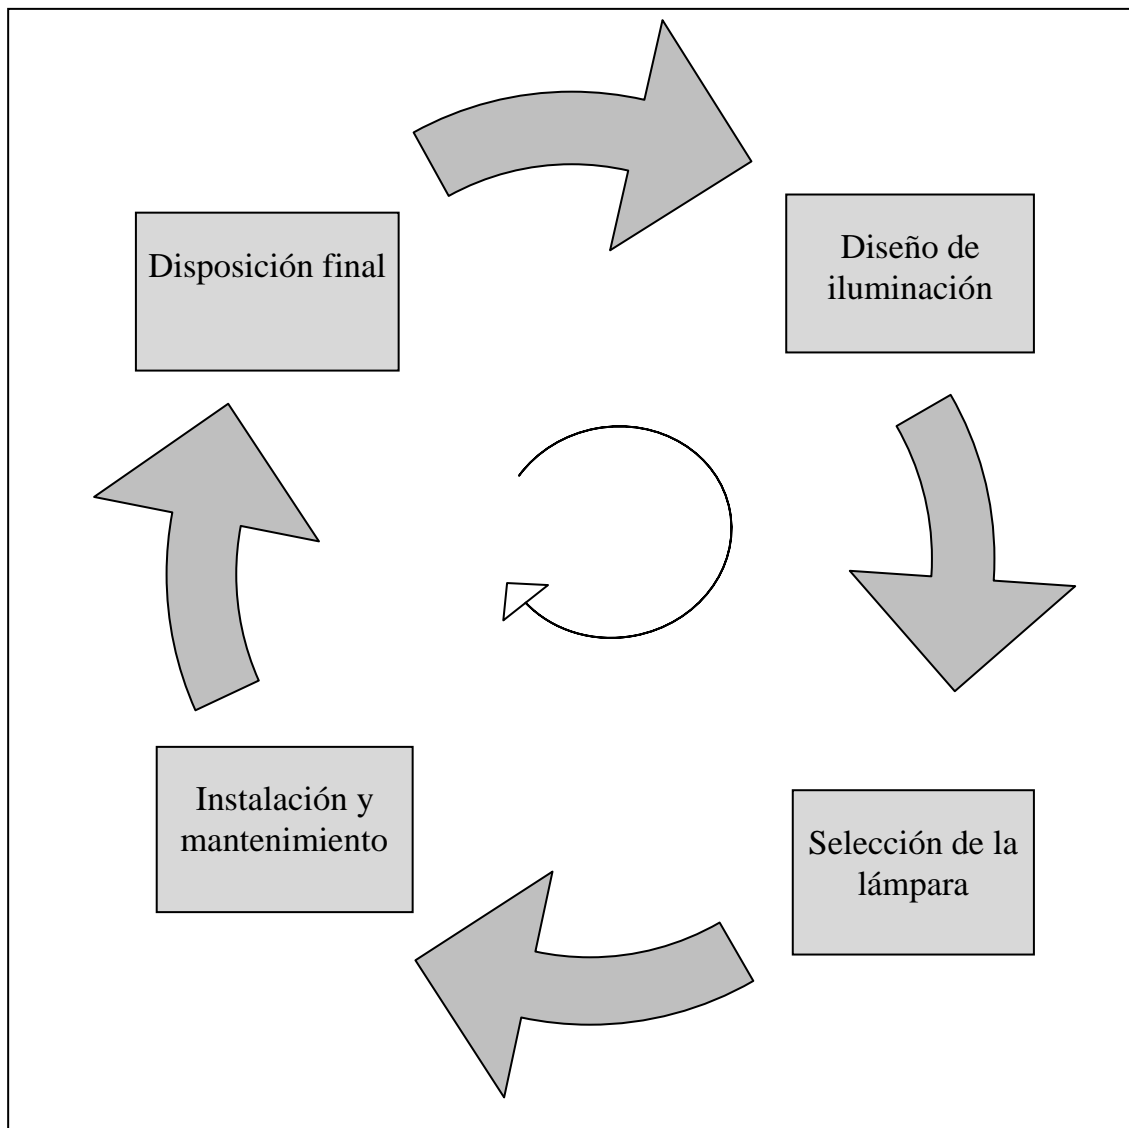 Disposición final
Diseño de
iluminación
Instalación y
mantenimiento
Selección de la
lámpara